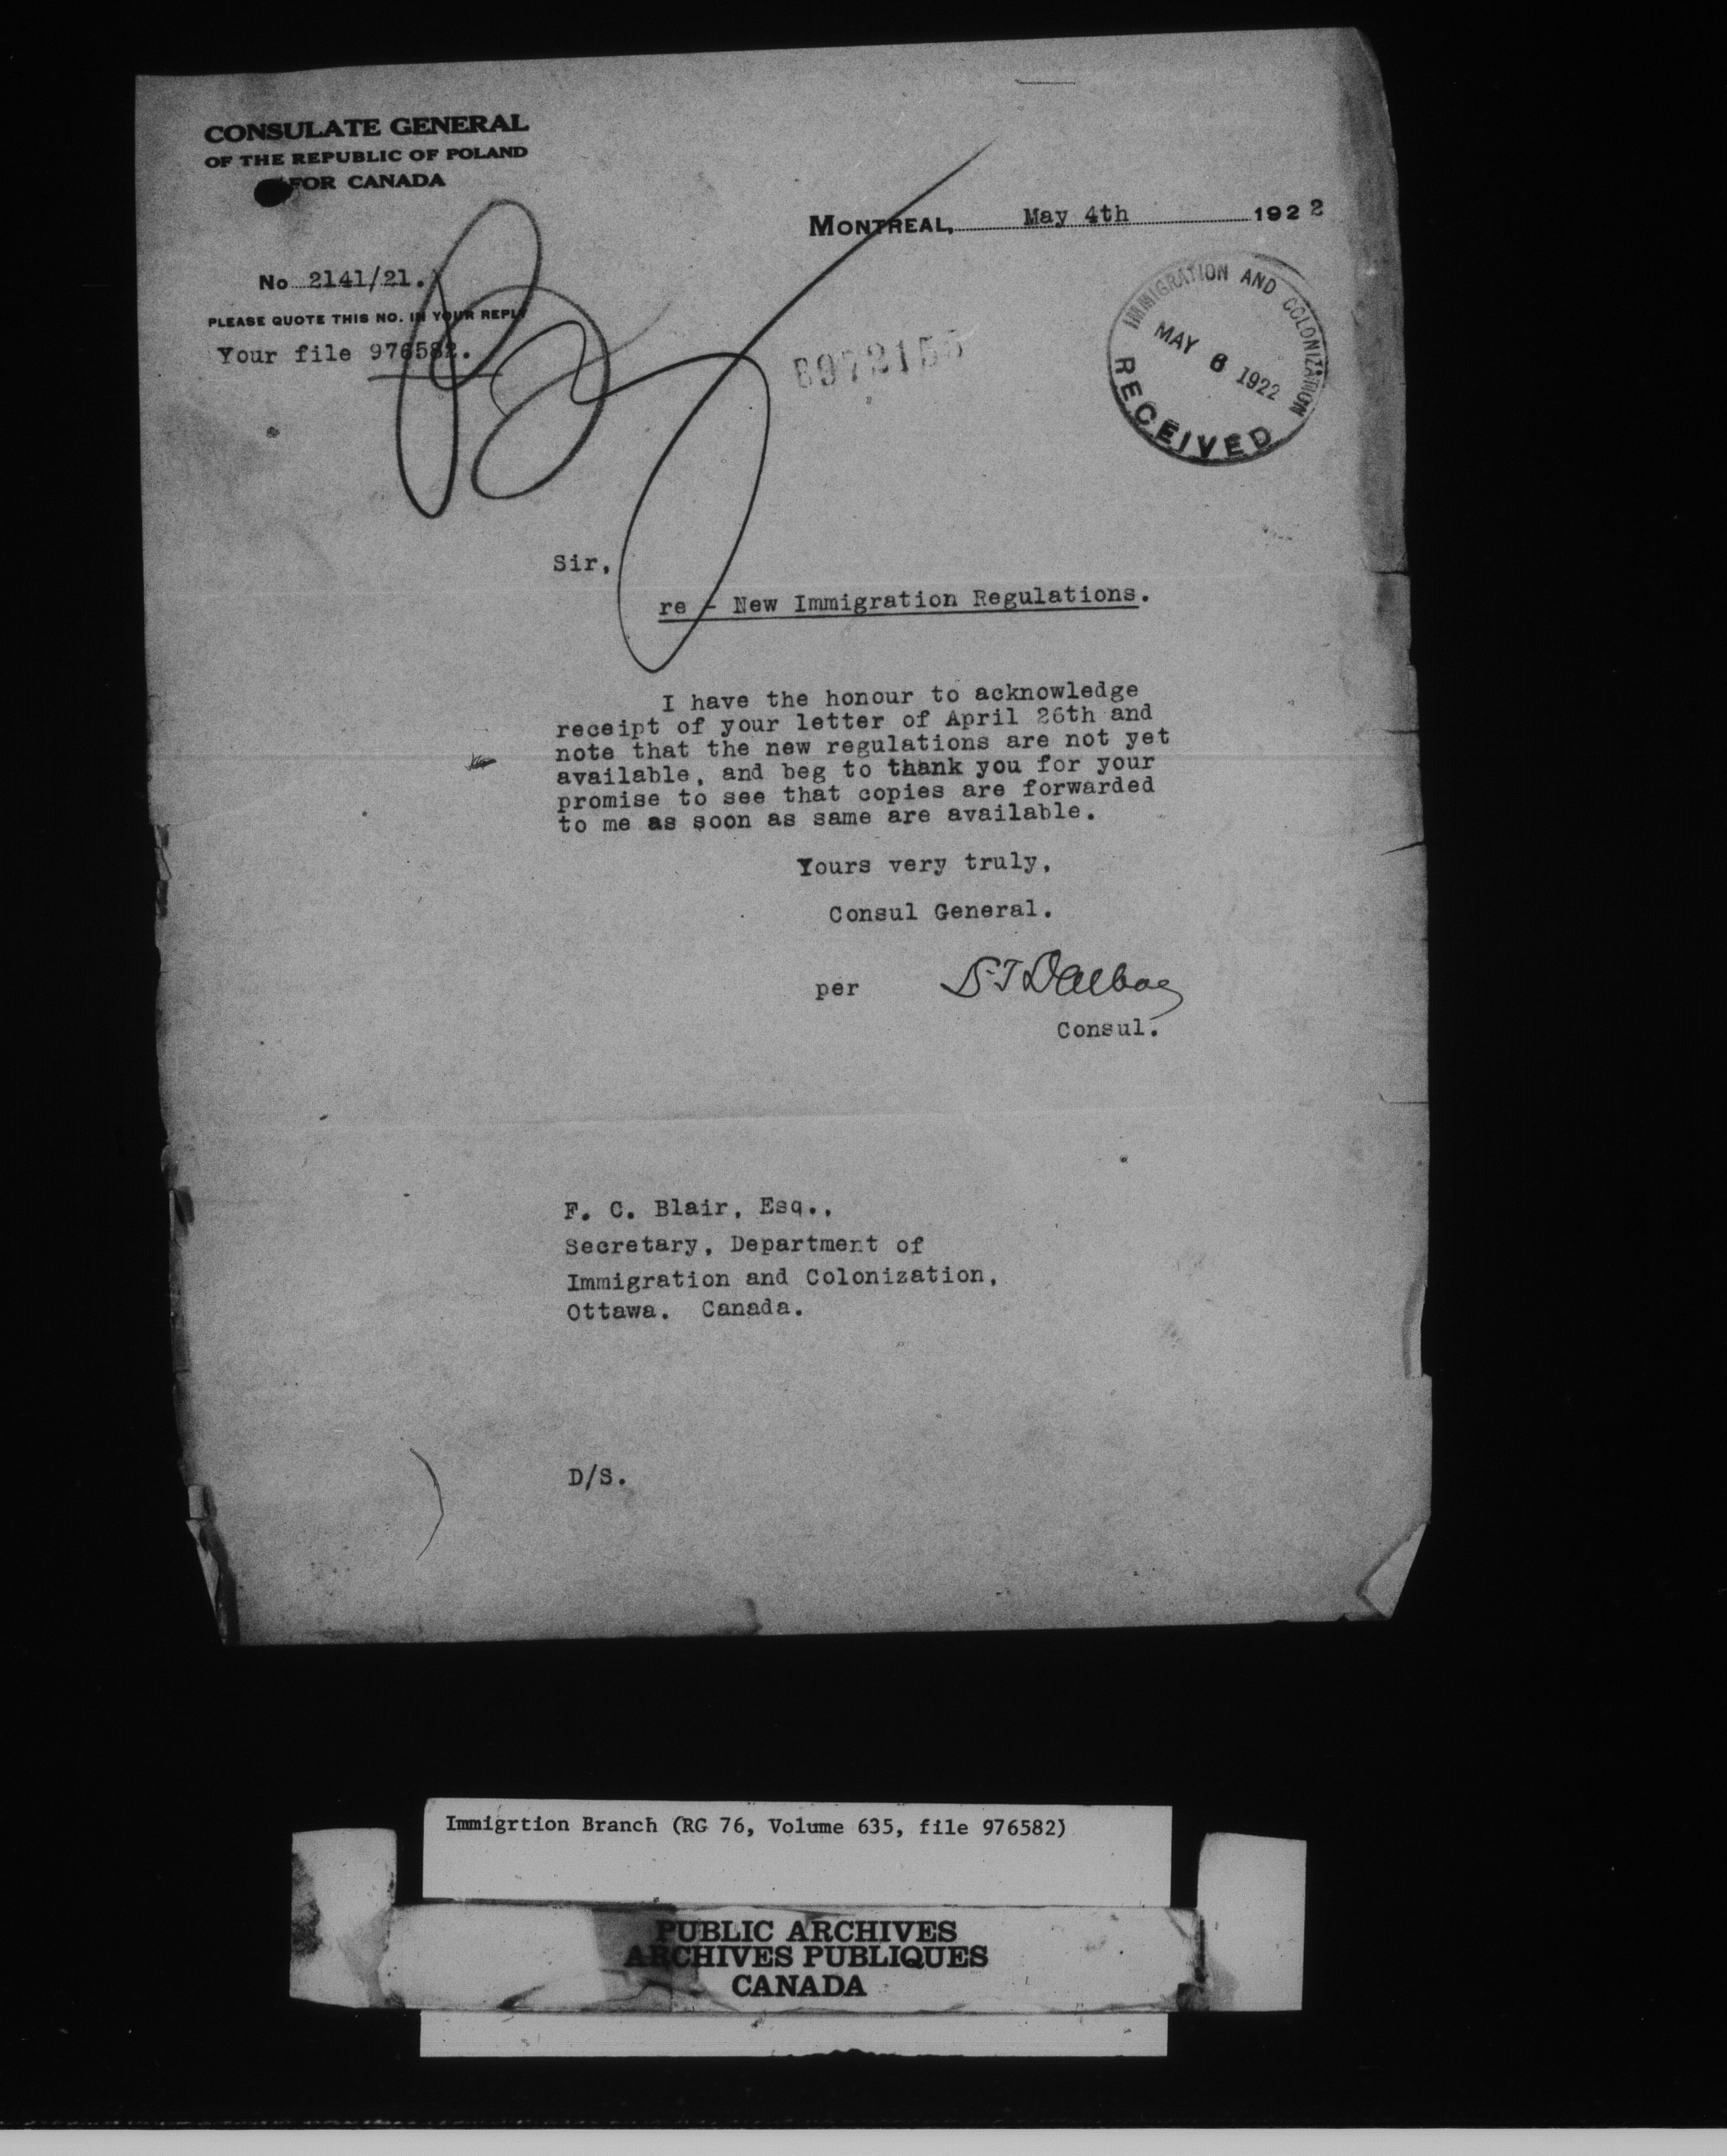 CONSULATE GENERAL
OF THE REPUBLIC OF POLAND
FOR CANADA
MONTREAL, May 4th 1922
No 2141/21.
PLEASE QUOTE THIS NO. IN YOUR REPLY
Your file 976582.
IMMIGRATION AND COLONIZATION
MAY 6 1922
RECEIVED
Sir,
re - New Immigration Regulations.
I have the honour to acknowledge
receipt of your letter of April 26th and
note that the new regulations are not yet
available, and beg to thank you for your
promise to see that copies are forwarded
to me as soon as same are available.
Yours very truly,
Consul General.
per
Consul.
F. C. Blair, Esq.,
Secretary, Department of
Immigration and Colonization,
Ottawa. Canada.
D/S.
Immigrtion Branch (RG 76, Volume 635, file 976582)
PUBLIC ARCHIVES
ARCHIVES PUBLIQUES
CANADA